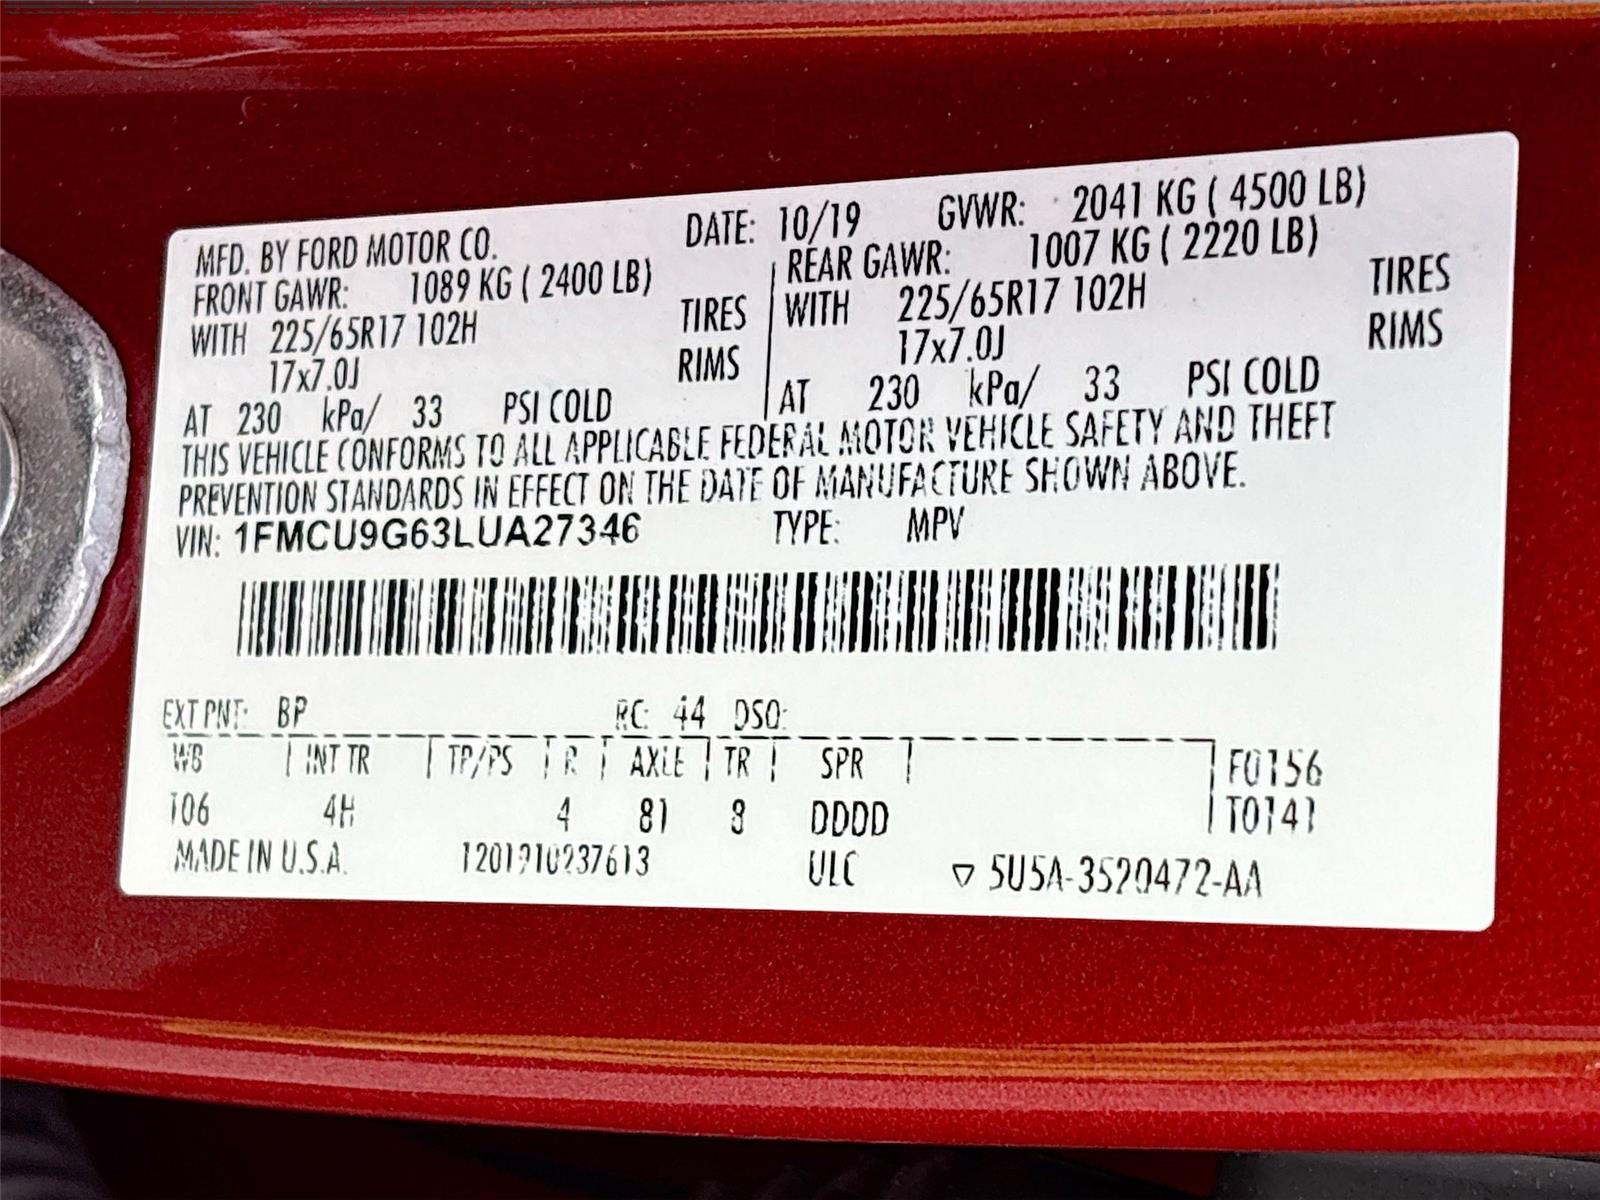 MFD. BY FORD MOTOR CO. DATE: 10/19 GVWR: 2041 KG ( 4500 LB)
FRONT GAWR: 1089 KG ( 2400 LB) REAR GAWR: 1007 KG ( 2220 LB)
WITH 225/65R17 102H TIRES WITH 225/65R17 102H TIRES
17x7.0J RIMS 17x7.0J RIMS
AT 230 kPa/ 33 PSI COLD AT 230 kPa/ 33 PSI COLD
THIS VEHICLE CONFORMS TO ALL APPLICABLE FEDERAL MOTOR VEHICLE SAFETY AND THEFT
PREVENTION STANDARDS IN EFFECT ON THE DATE OF MANUFACTURE SHOWN ABOVE.
VIN: 1FMCU9G63LUA27346 TYPE: MPV
EXT PNT: BP RC: 44 DSO:
WB INT TR TP/PS R AXLE TR SPR F0156
106 4H 4 81 8 DDDD T0141
MADE IN U.S.A. 1201910237613 ULC ▽ 5U5A-3520472-AA